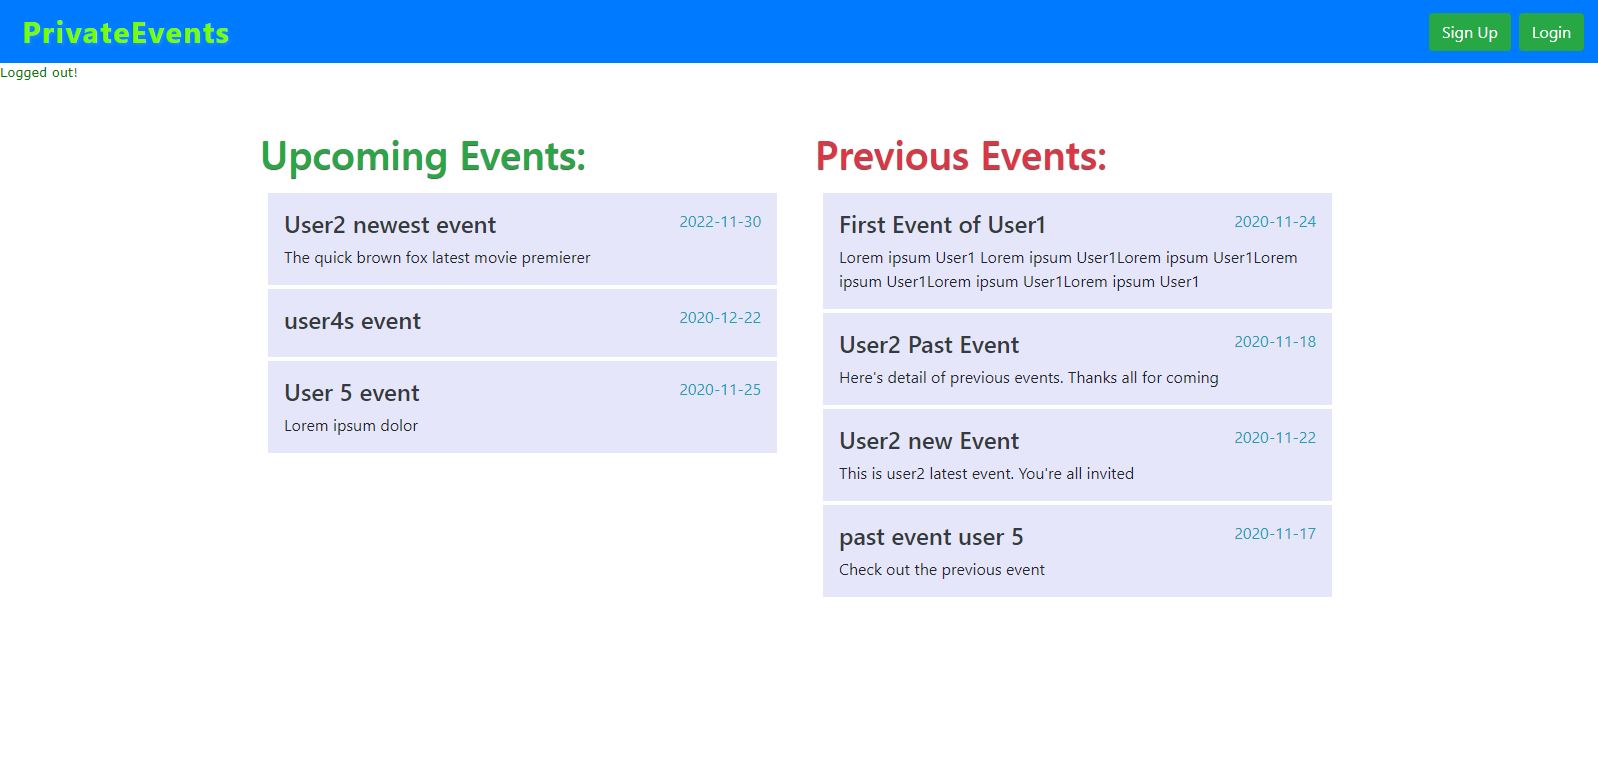 PrivateEvents
Sign Up
Login
Logged out!
Upcoming Events:
User2 newest event
2022-11-30
The quick brown fox latest movie premierer
user4s event
2020-12-22
User 5 event
2020-11-25
Lorem ipsum dolor
Previous Events:
First Event of User1
2020-11-24
Lorem ipsum User1 Lorem ipsum User1Lorem ipsum User1Lorem
ipsum User1Lorem ipsum User1Lorem ipsum User1
User2 Past Event
2020-11-18
Here's detail of previous events. Thanks all for coming
User2 new Event
2020-11-22
This is user2 latest event. You're all invited
past event user 5
2020-11-17
Check out the previous event